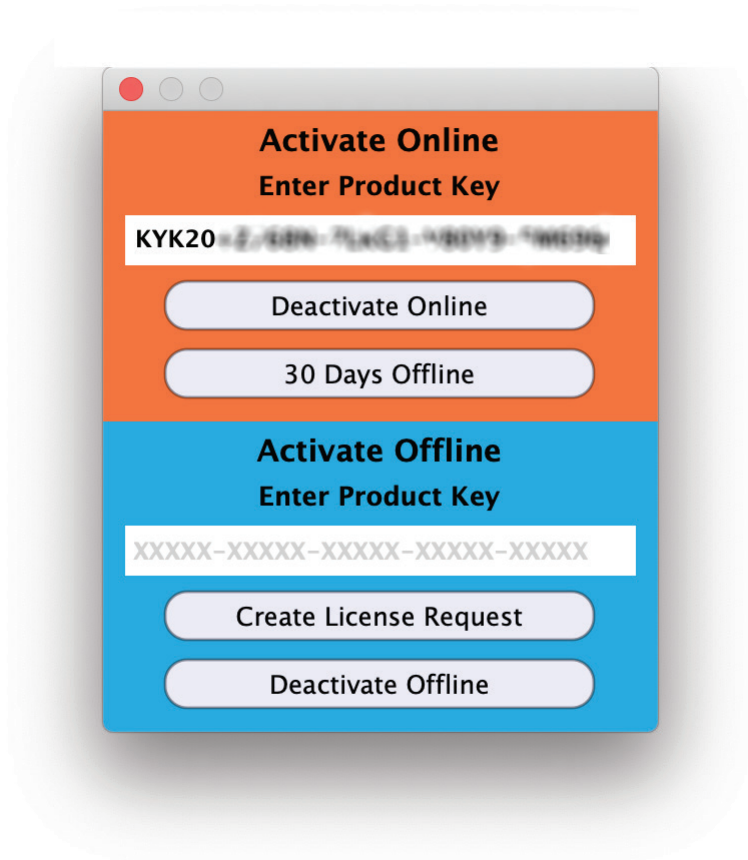 Activate Online
Enter Product Key
KYK20
Deactivate Online
30 Days Offline
Activate Offline
Enter Product Key
XXXXX-XXXXX-XXXXX-XXXXX-XXXXX
Create License Request
Deactivate Offline